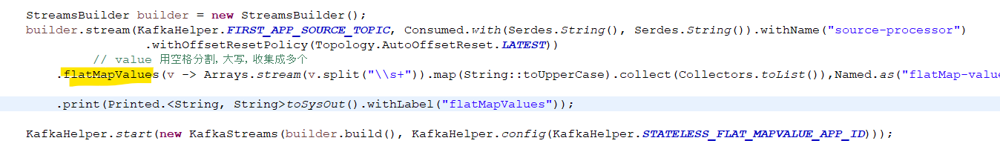 StreamsBuilder builder = new StreamsBuilder();
builder.stream(KafkaHelper.FIRST_APP_SOURCE_TOPIC, Consumed.with(Serdes.String(), Serdes.String()).withName("source-processor")
.withOffsetResetPolicy(Topology.AutoOffsetReset.LATEST))
// value 用空格分割, 大写, 收集成多个
.flatMapValues(v -> Arrays.stream(v.split("\\s+")).map(String::toUpperCase).collect(Collectors.toList()),Named.as("flatMap-value
.print(Printed.<String, String>toSysOut().withLabel("flatMapValues"));
KafkaHelper.start(new KafkaStreams(builder.build(), KafkaHelper.config(KafkaHelper.STATELESS_FLAT_MAPVALUE_APP_ID)));